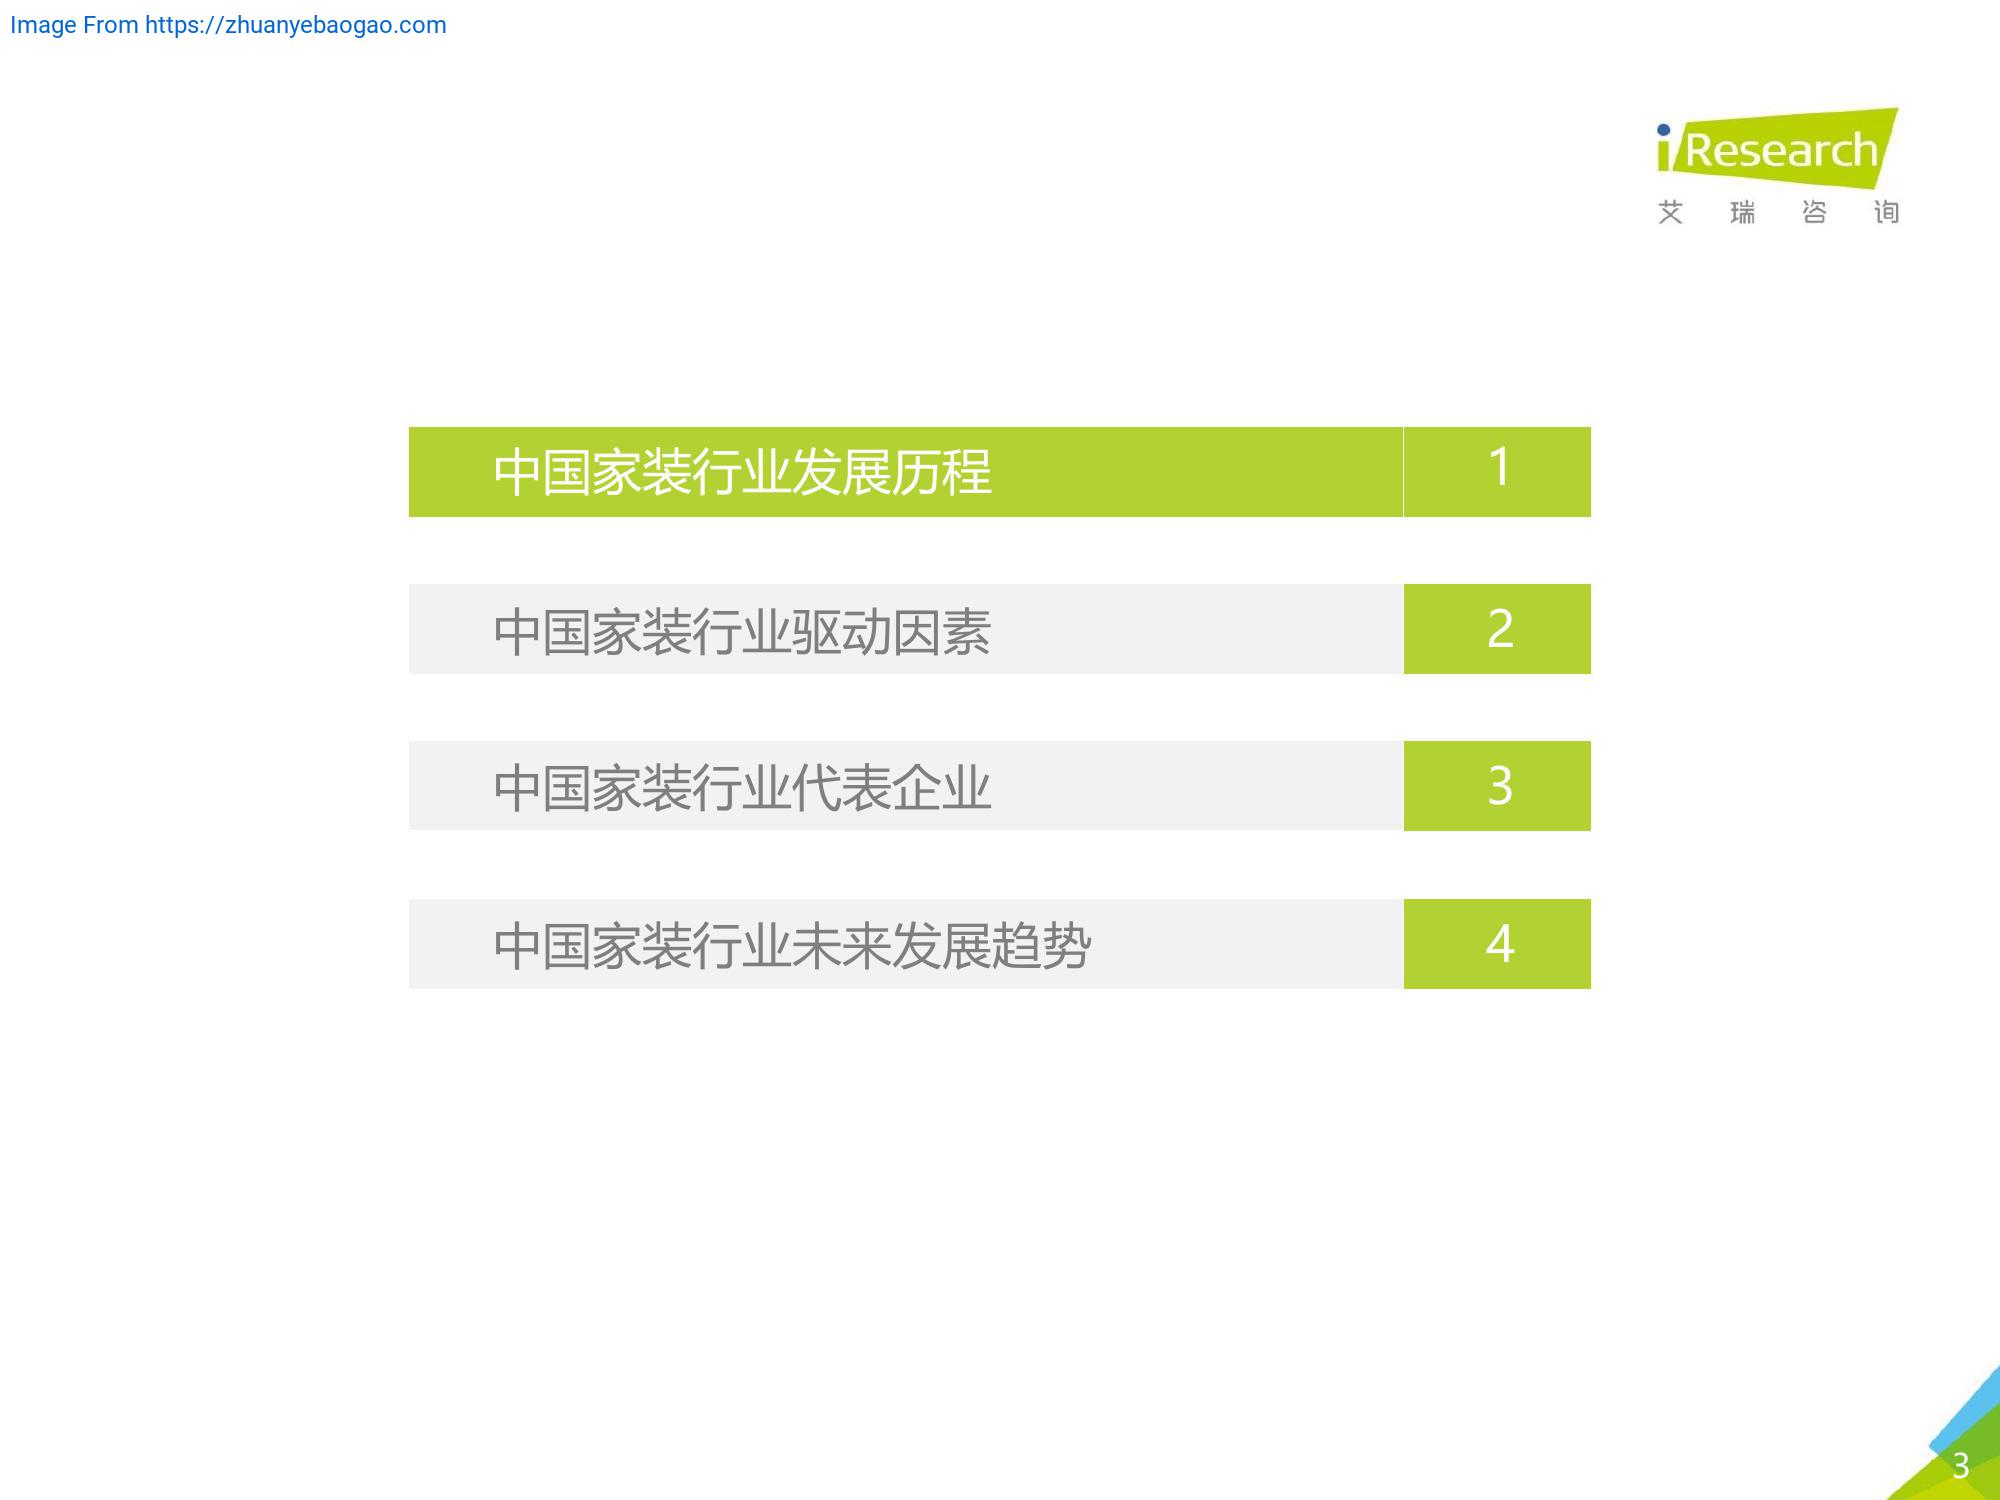 Image From https://zhuanyebaogao.com
iResearch
艾瑞咨询
中国家装行业发展历程 1
中国家装行业驱动因素 2
中国家装行业代表企业 3
中国家装行业未来发展趋势 4
3